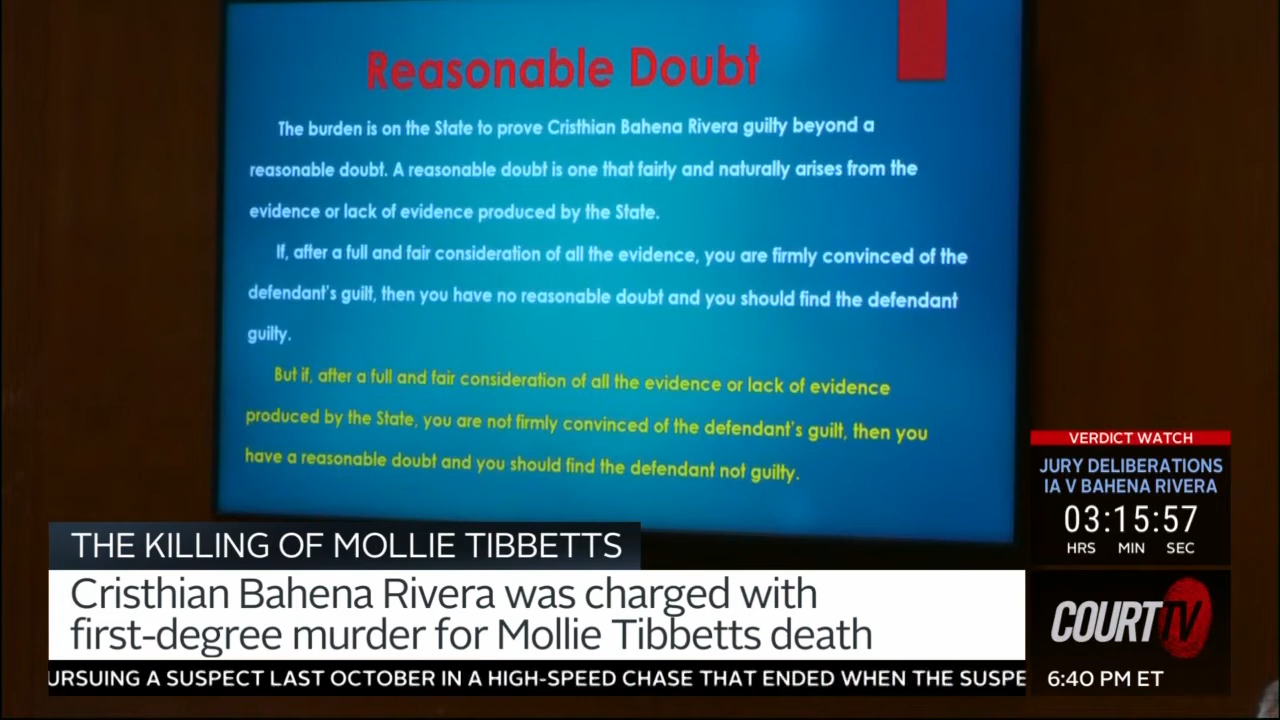 Reasonable Doubt
The burden is on the State to prove Cristhian Bahena Rivera guilty beyond a
reasonable doubt. A reasonable doubt is one that fairly and naturally arises from the
evidence or lack of evidence produced by the State.
If, after a full and fair consideration of all the evidence, you are firmly convinced of the
defendant's guilt, then you have no reasonable doubt and you should find the defendant
guilty.
But if, after a full and fair consideration of all the evidence or lack of evidence
produced by the State, you are not firmly convinced of the defendant's guilt, then you
have a reasonable doubt and you should find the defendant not guilty.
VERDICT WATCH
JURY DELIBERATIONS
IA V BAHENA RIVERA
03:15:57
HRS MIN SEC
THE KILLING OF MOLLIE TIBBETTS
Cristhian Bahena Rivera was charged with
first-degree murder for Mollie Tibbetts death
COURT TV
URSUING A SUSPECT LAST OCTOBER IN A HIGH-SPEED CHASE THAT ENDED WHEN THE SUSPE
6:40 PM ET